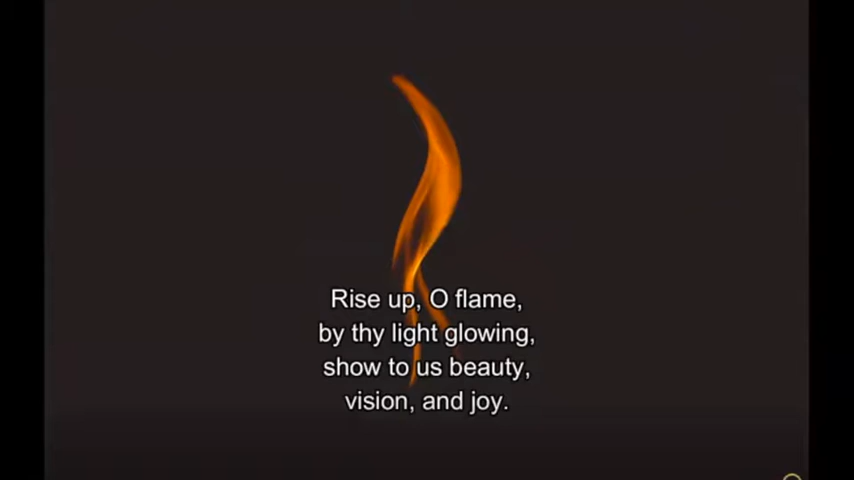 Rise up, O flame,
by thy light glowing,
show to us beauty,
vision, and joy.